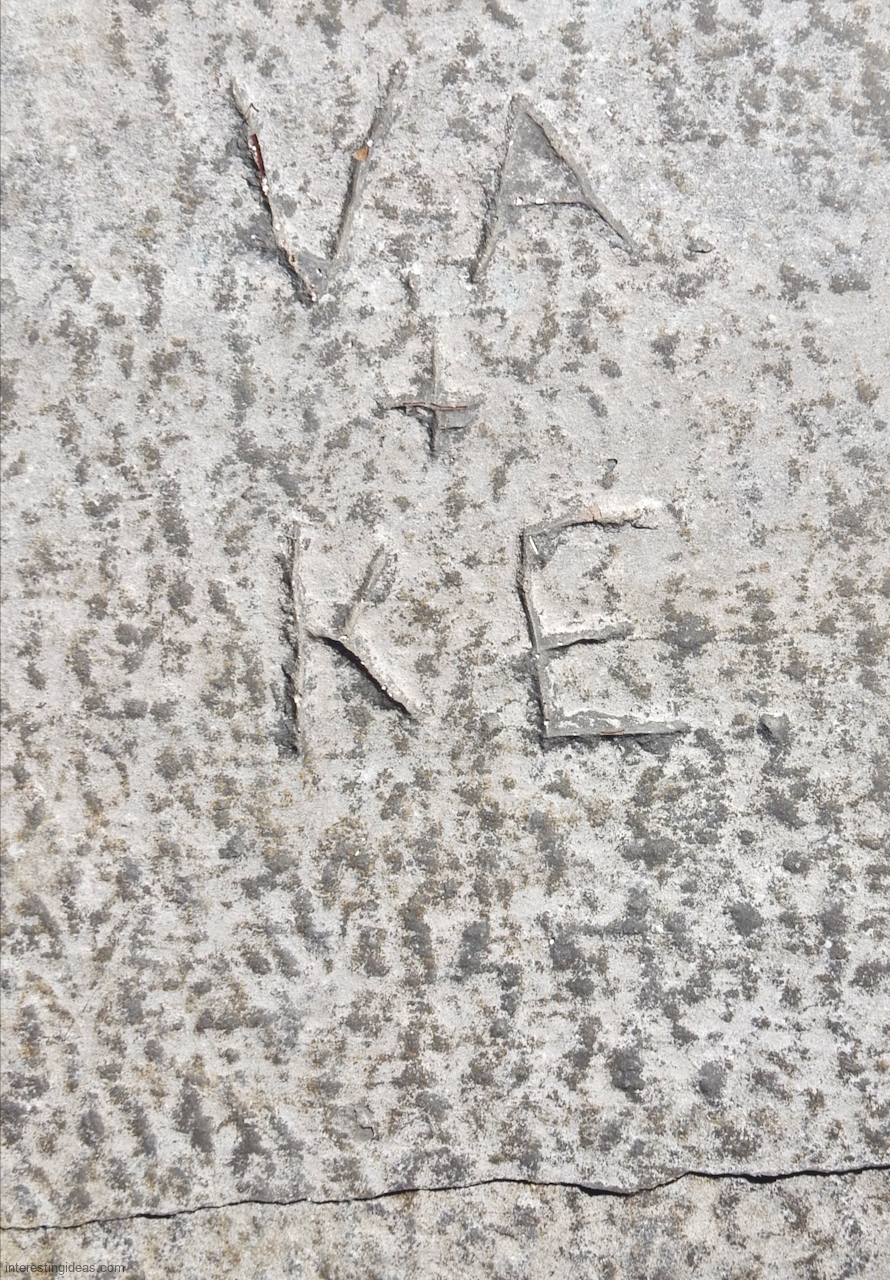 VA.
+
KE.
interestingideas.com